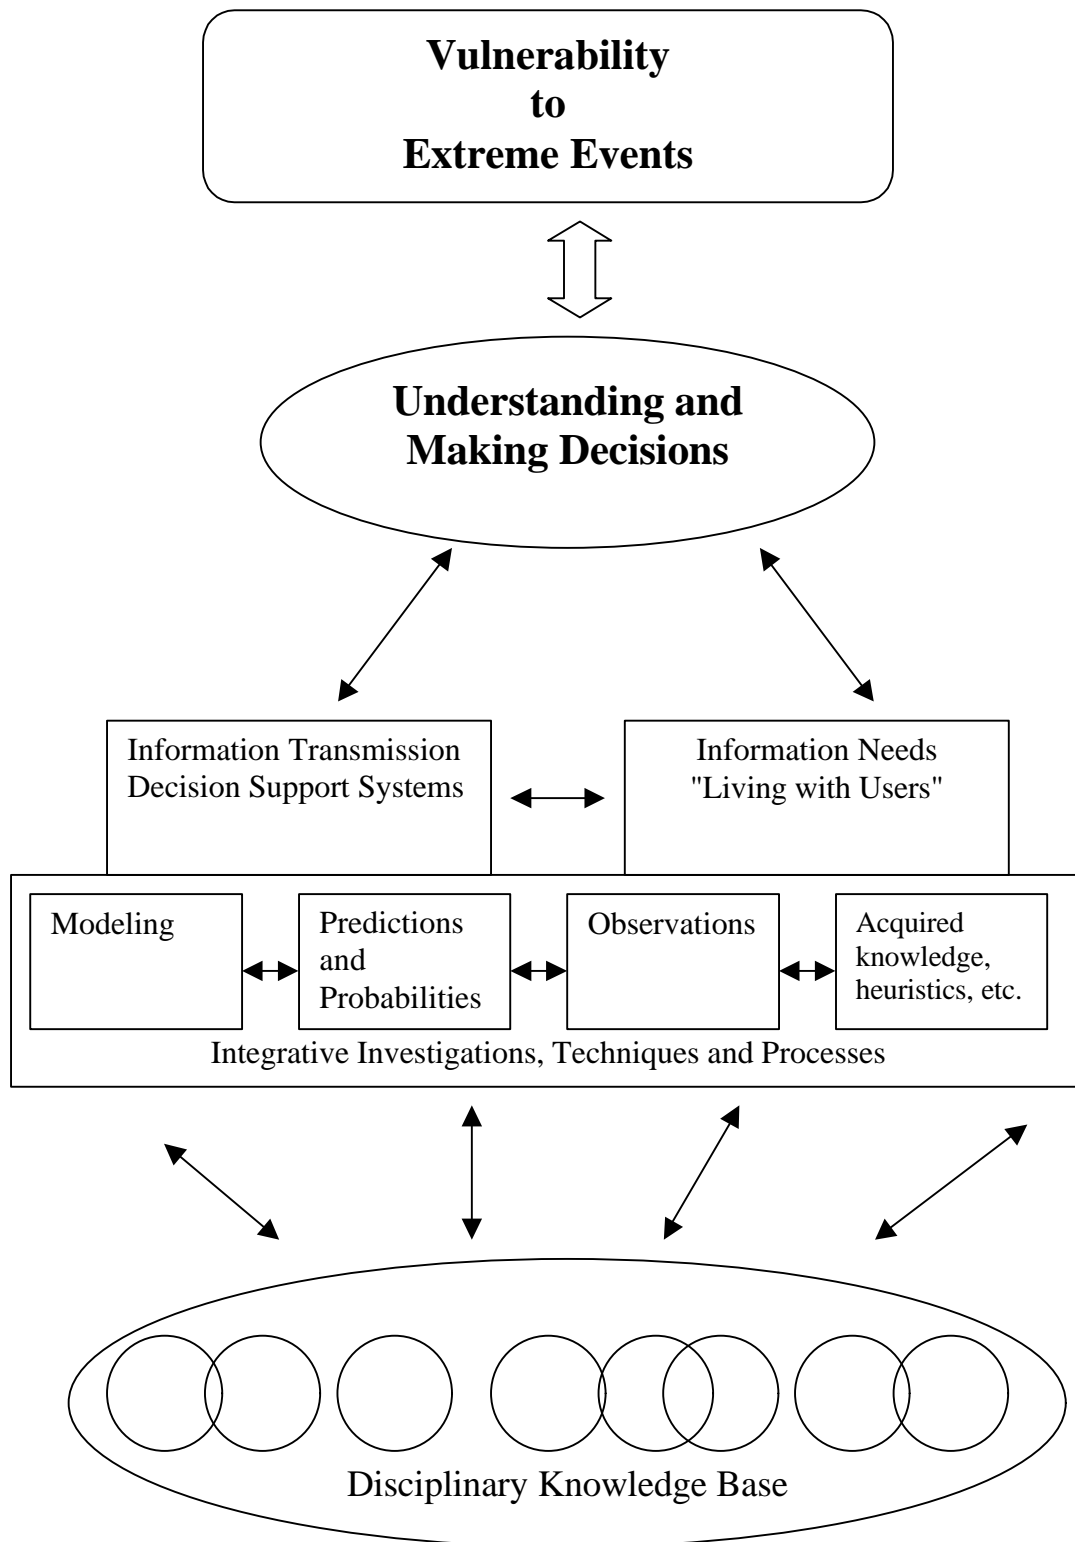 Vulnerability
to
Extreme Events
Understanding and
Making Decisions
Information Transmission
Decision Support Systems
Information Needs
"Living with Users"
Modeling
Predictions
and
Probabilities
Observations
Acquired
knowledge,
heuristics, etc.
Integrative Investigations, Techniques and Processes
Disciplinary Knowledge Base